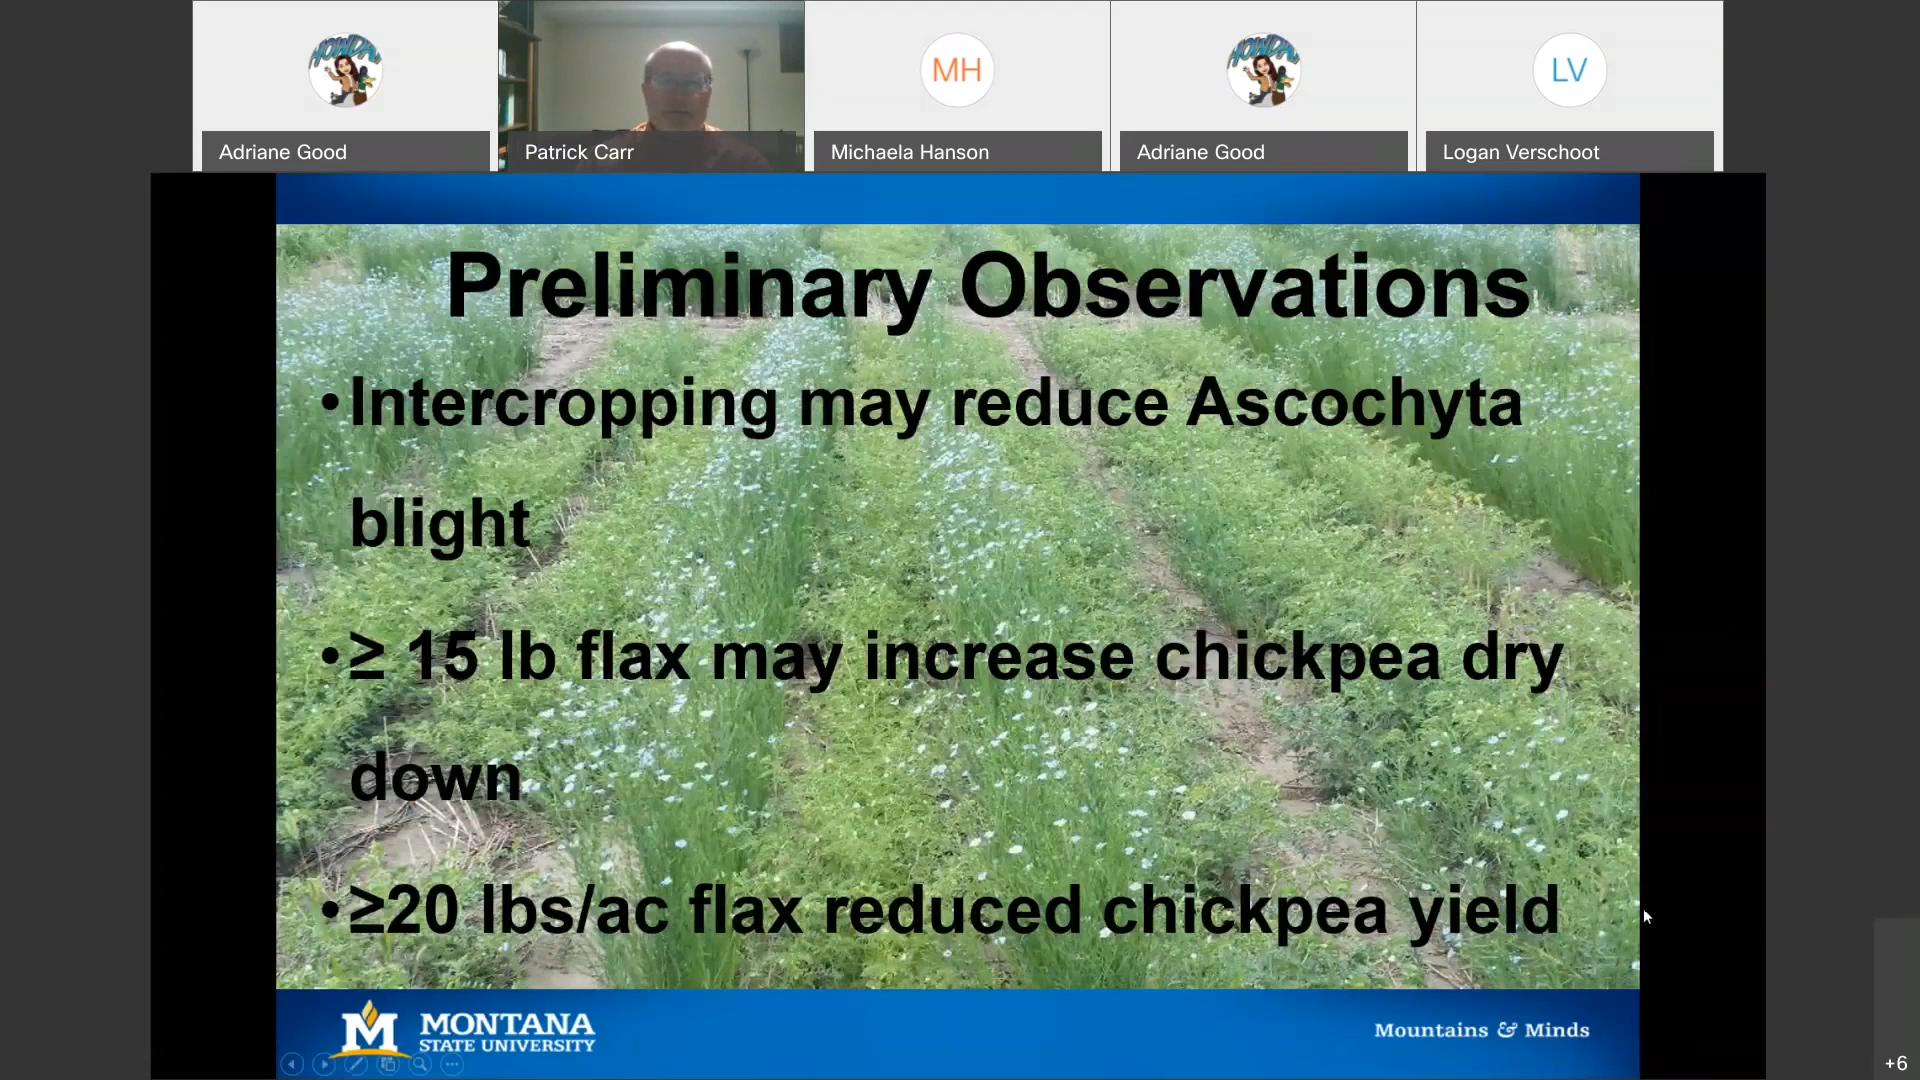 HOWDY
MH
HOWDY
LV
Adriane Good
Patrick Carr
Michaela Hanson
Adriane Good
Logan Verschoot
Preliminary Observations
•Intercropping may reduce Ascochyta
blight
•≥ 15 lb flax may increase chickpea dry
down
•≥20 lbs/ac flax reduced chickpea yield
M MONTANA
STATE UNIVERSITY
Mountains & Minds
+6